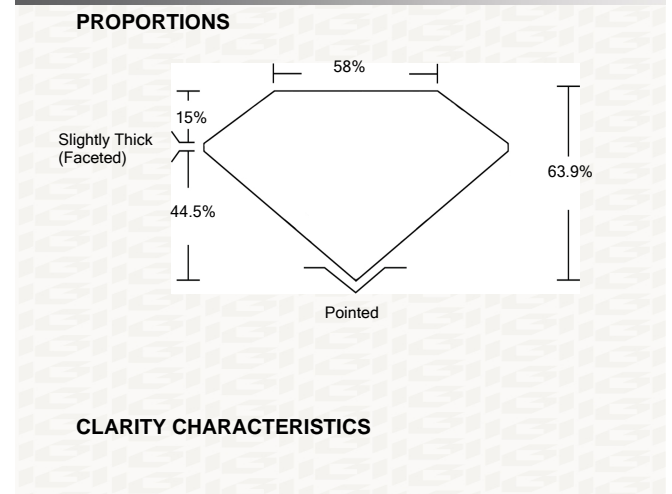 PROPORTIONS
58%
15%
Slightly Thick
(Faceted)
63.9%
44.5%
Pointed
CLARITY CHARACTERISTICS